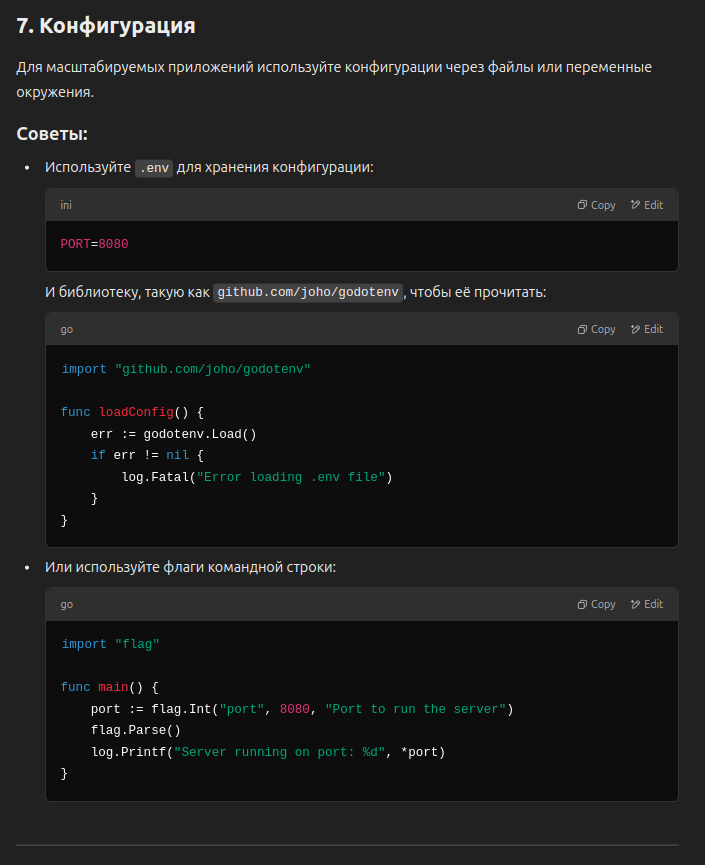 7. Конфигурация
Для масштабируемых приложений используйте конфигурации через файлы или переменные
окружения.
Советы:
• Используйте .env для хранения конфигурации:
ini Copy Edit
PORT=8080
И библиотеку, такую как github.com/joho/godotenv, чтобы её прочитать:
go Copy Edit
import "github.com/joho/godotenv"
func loadConfig() {
    err := godotenv.Load()
    if err != nil {
        log.Fatal("Error loading .env file")
    }
}
• Или используйте флаги командной строки:
go Copy Edit
import "flag"
func main() {
    port := flag.Int("port", 8080, "Port to run the server")
    flag.Parse()
    log.Printf("Server running on port: %d", *port)
}